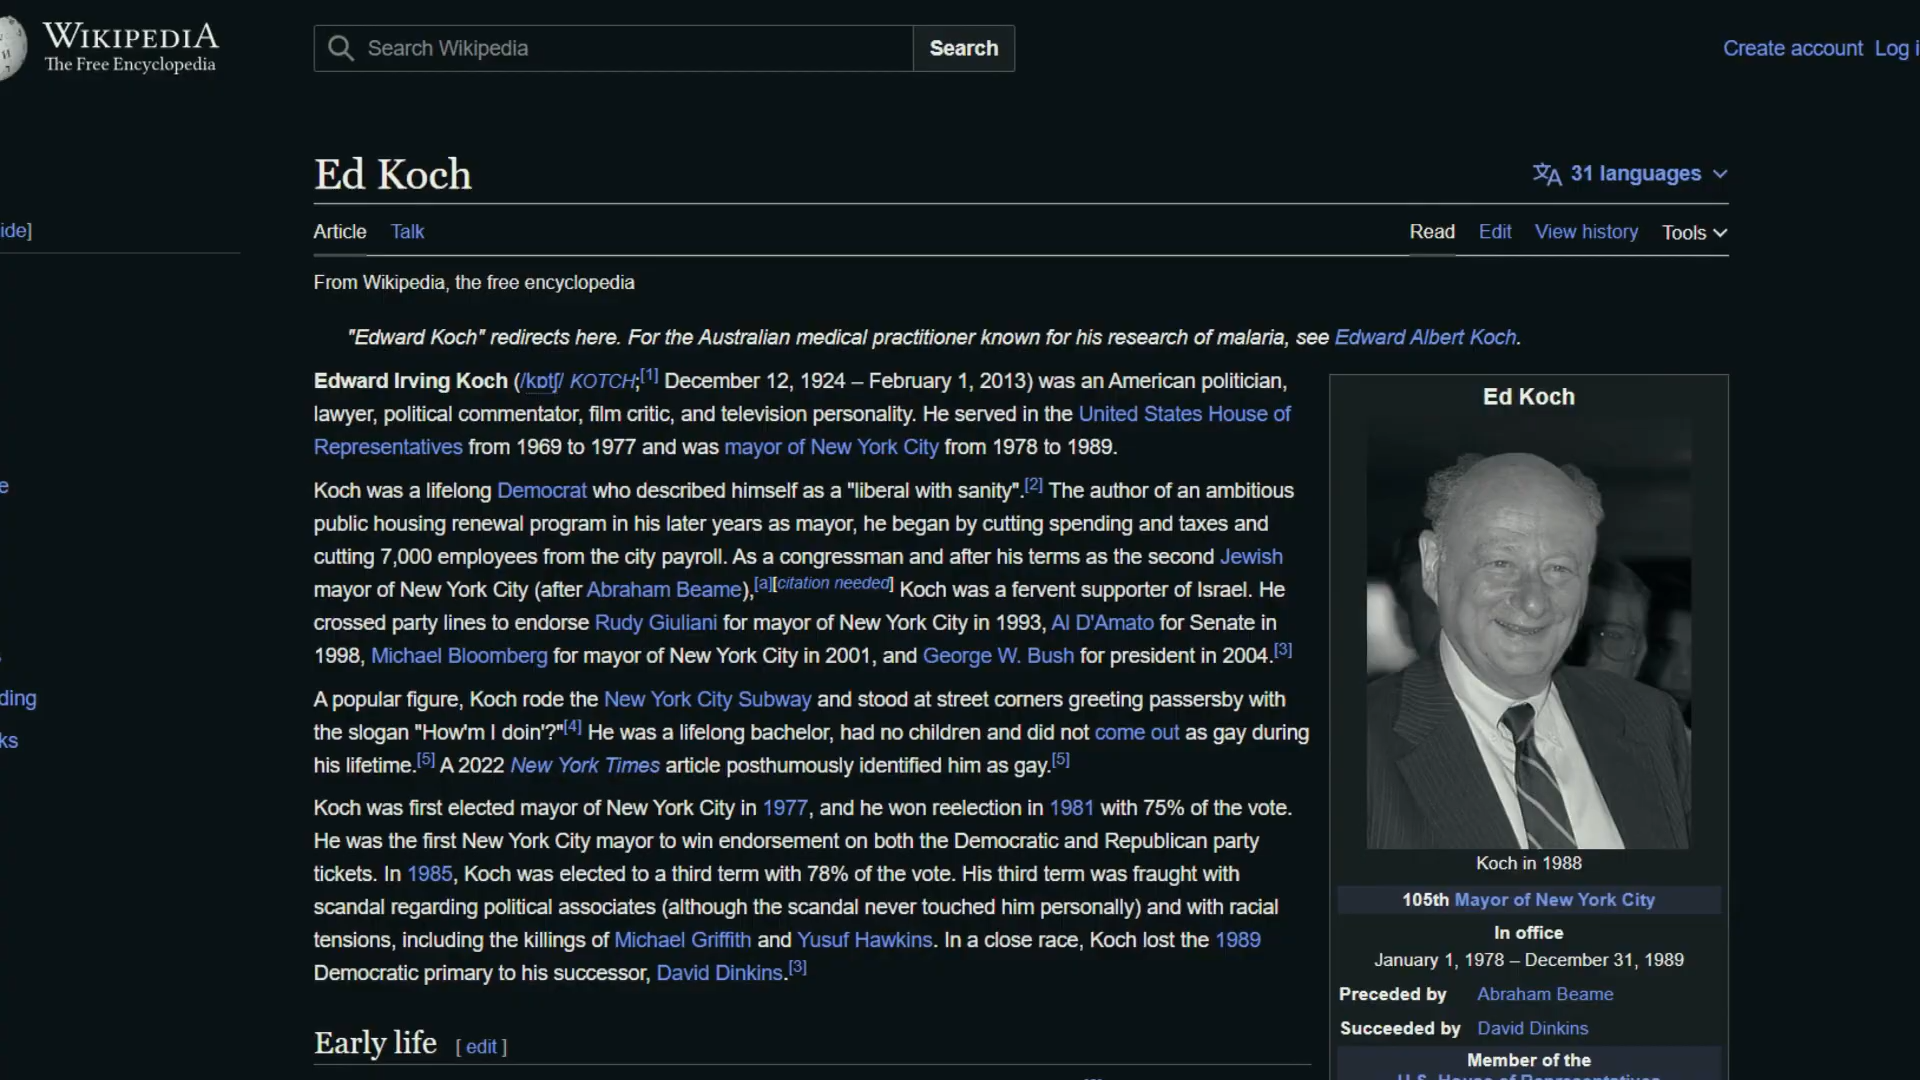 WIKIPEDIA
The Free Encyclopedia
Search Wikipedia
Search
Create account Log i
Ed Koch
31 languages
ide]
Article Talk
Read Edit View history Tools
From Wikipedia, the free encyclopedia
"Edward Koch" redirects here. For the Australian medical practitioner known for his research of malaria, see Edward Albert Koch.
Edward Irving Koch (/kɒtʃ/ KOTCH;[1] December 12, 1924 – February 1, 2013) was an American politician,
lawyer, political commentator, film critic, and television personality. He served in the United States House of
Representatives from 1969 to 1977 and was mayor of New York City from 1978 to 1989.
Koch was a lifelong Democrat who described himself as a "liberal with sanity".[2] The author of an ambitious
public housing renewal program in his later years as mayor, he began by cutting spending and taxes and
cutting 7,000 employees from the city payroll. As a congressman and after his terms as the second Jewish
mayor of New York City (after Abraham Beame),[a][citation needed] Koch was a fervent supporter of Israel. He
crossed party lines to endorse Rudy Giuliani for mayor of New York City in 1993, Al D'Amato for Senate in
1998, Michael Bloomberg for mayor of New York City in 2001, and George W. Bush for president in 2004.[3]
A popular figure, Koch rode the New York City Subway and stood at street corners greeting passersby with
the slogan "How'm I doin'?"[4] He was a lifelong bachelor, had no children and did not come out as gay during
his lifetime.[5] A 2022 New York Times article posthumously identified him as gay.[5]
Koch was first elected mayor of New York City in 1977, and he won reelection in 1981 with 75% of the vote.
He was the first New York City mayor to win endorsement on both the Democratic and Republican party
tickets. In 1985, Koch was elected to a third term with 78% of the vote. His third term was fraught with
scandal regarding political associates (although the scandal never touched him personally) and with racial
tensions, including the killings of Michael Griffith and Yusuf Hawkins. In a close race, Koch lost the 1989
Democratic primary to his successor, David Dinkins.[3]
Early life [ edit ]
e
ding
ks
Ed Koch
Koch in 1988
105th Mayor of New York City
In office
January 1, 1978 – December 31, 1989
Preceded by Abraham Beame
Succeeded by David Dinkins
Member of the
U.S. House of Representatives